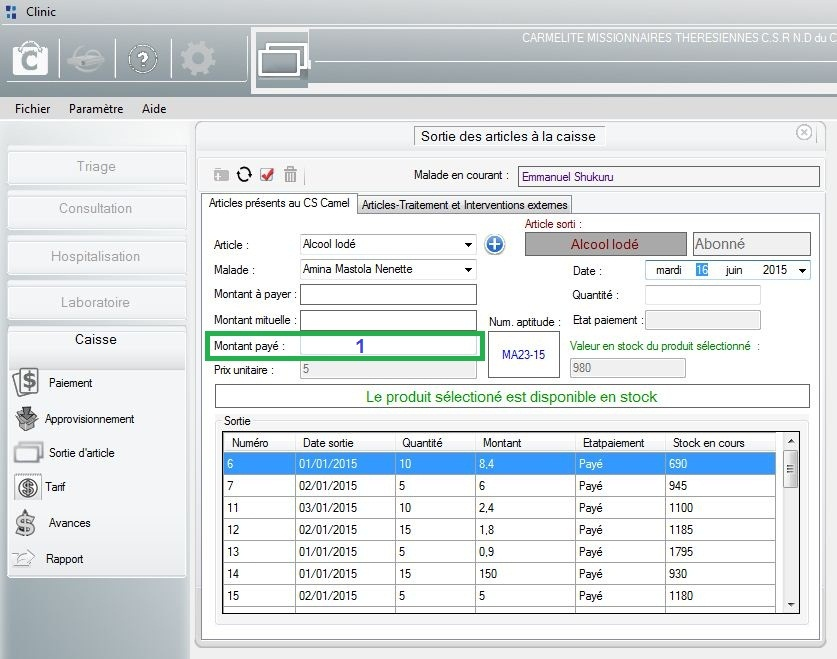 Clinic
CARMELITE MISSIONNAIRES THERESIENNES C.S.R N.D du C
C
?
Fichier Paramètre Aide
Sortie des articles à la caisse
Triage
Consultation
Hospitalisation
Laboratoire
Caisse
Paiement
Approvisionnement
Sortie d'article
Tarif
Avances
Rapport
Malade en courant : Emmanuel Shukuru
Articles présents au CS Camel Articles-Traitement et Interventions externes
Article sorti :
Article : Alcool Iodé Alcool Iodé Abonné
Malade : Amina Mastola Nenette Date : mardi 16 juin 2015
Montant à payer : Quantité :
Montant mituelle : Num. aptitude : Etat paiement :
Montant payé : 1 MA23-15 Valeur en stock du produit sélectionné :
Prix unitaire : 5 980
Le produit sélectioné est disponible en stock
Sortie
Numéro Date sortie Quantité Montant Etatpaiement Stock en cours
6 01/01/2015 10 8,4 Payé 690
7 02/01/2015 5 6 Payé 945
11 03/01/2015 10 2,4 Payé 1100
12 02/01/2015 15 1,8 Payé 1185
13 01/01/2015 5 0,9 Payé 1795
14 01/01/2015 15 150 Payé 930
15 02/01/2015 5 5 Payé 1180